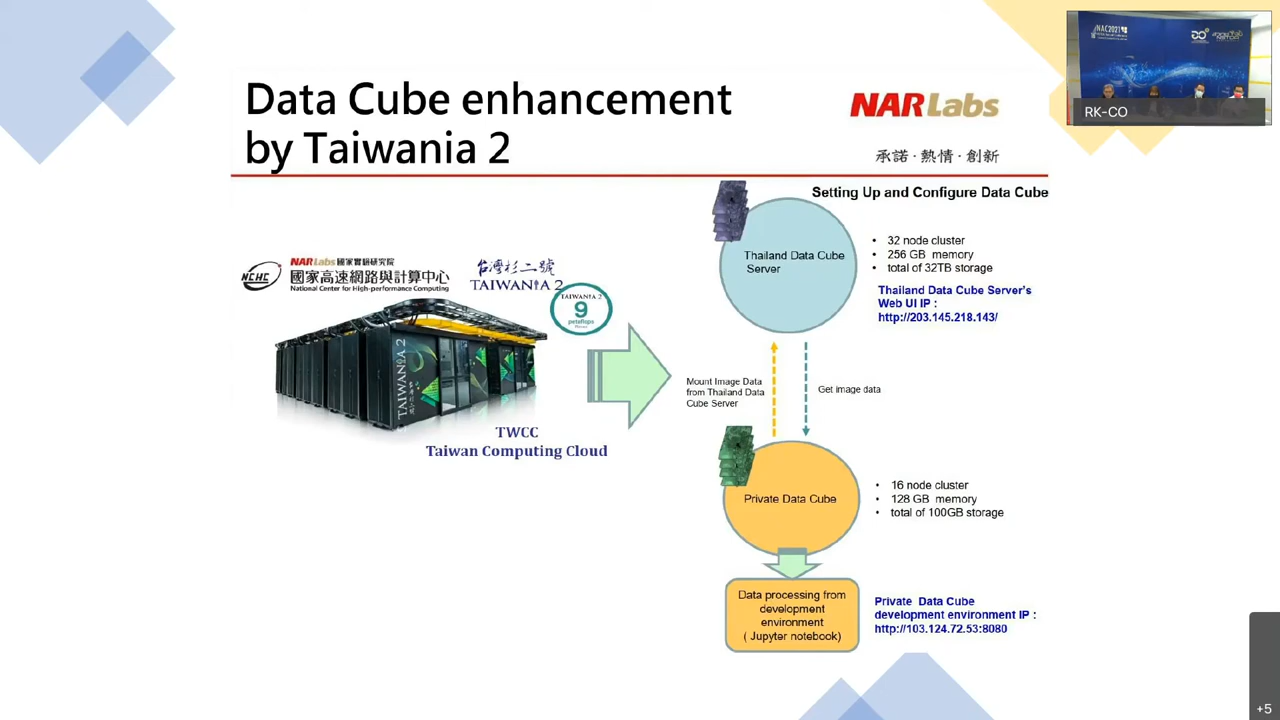 Data Cube enhancement
by Taiwania 2
NARLabs
承諾·熱情·創新
NAC2021
RK-CO
Setting Up and Configure Data Cube
Thailand Data Cube
Server
• 32 node cluster
• 256 GB memory
• total of 32TB storage
Thailand Data Cube Server's
Web UI IP :
http://203.145.218.143/
NCHC
NARLabs 國家實驗研究院
國家高速網路與計算中心
National Center for High-performance Computing
台灣杉二號
TAIWANIA 2
TAIWANIA 2
9
petaflops
TAIWANIA 2
TWCC
Taiwan Computing Cloud
Mount Image Data
from Thailand Data
Cube Server
Get image data
Private Data Cube
• 16 node cluster
• 128 GB memory
• total of 100GB storage
Data processing from
development
environment
( Jupyter notebook)
Private Data Cube
development environment IP :
http://103.124.72.53:8080
+5